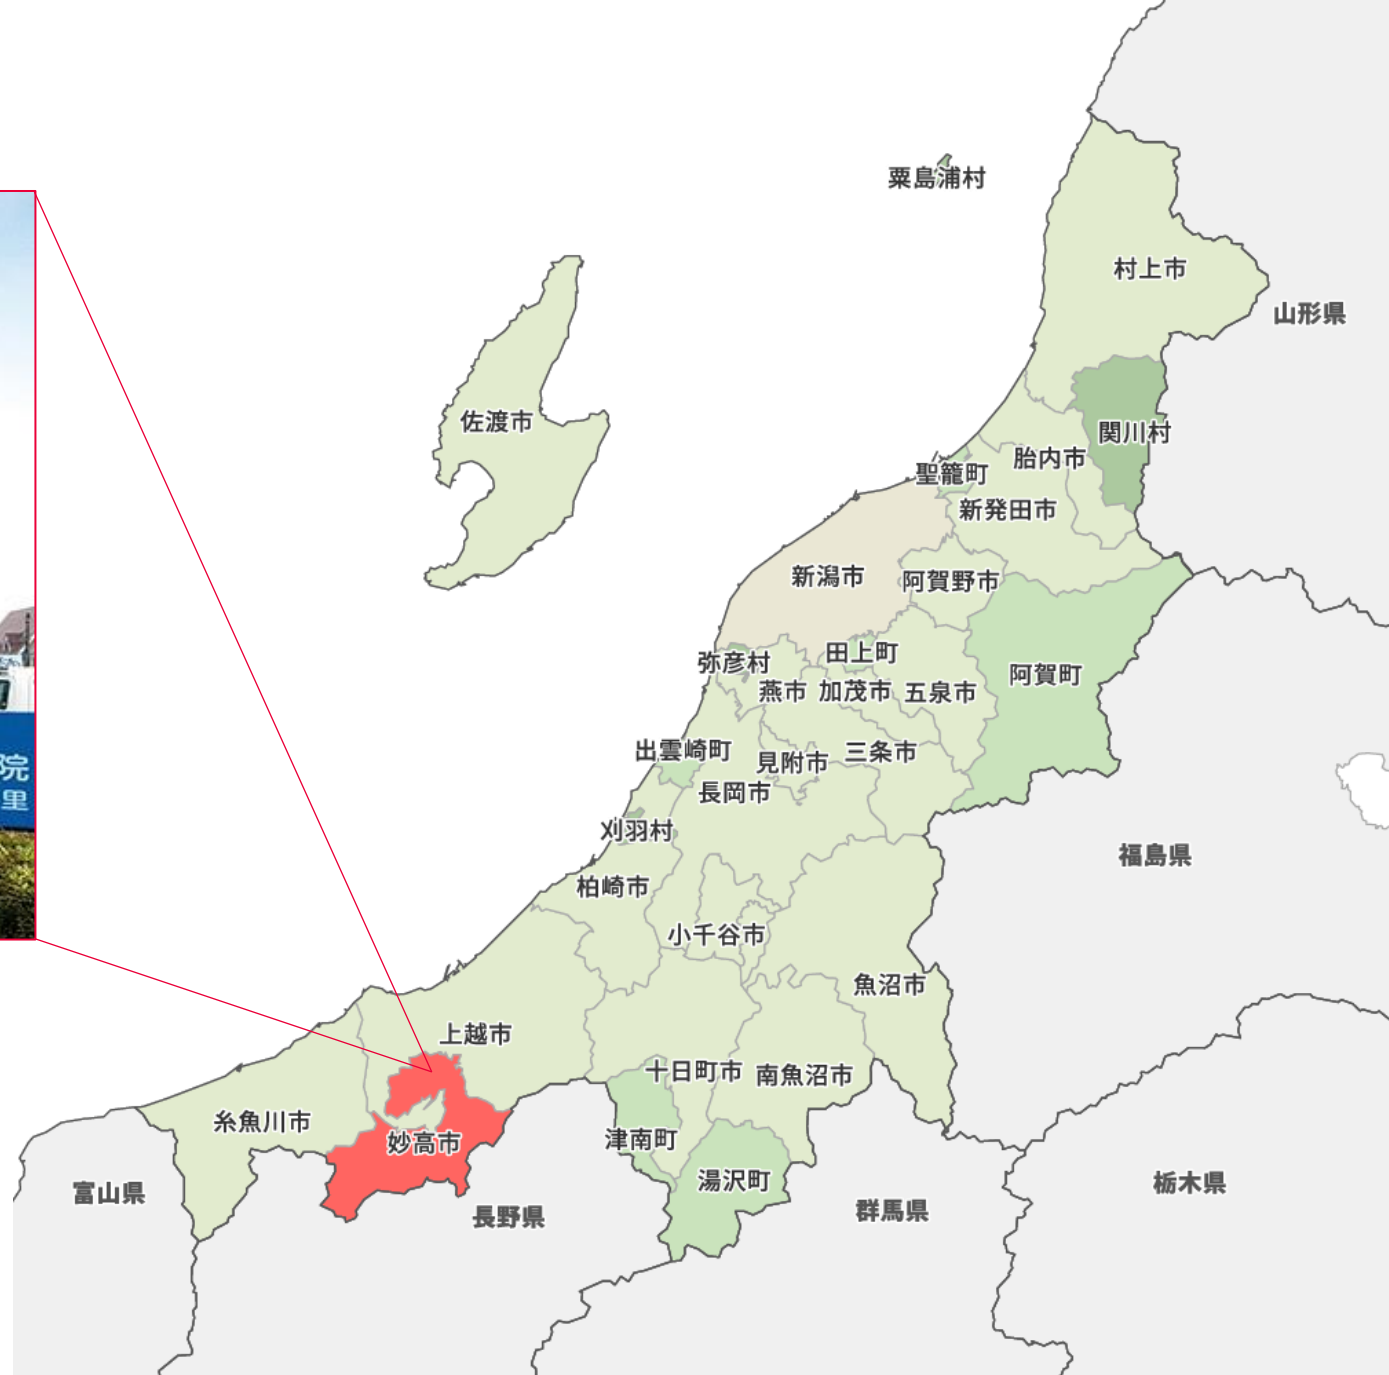 粟島浦村
村上市
山形県
佐渡市
関川村
胎内市
聖籠町
新発田市
新潟市
阿賀野市
田上町
弥彦村
阿賀町
燕市
加茂市
五泉市
出雲崎町
三条市
見附市
院
長岡市
里
刈羽村
福島県
柏崎市
小千谷市
魚沼市
上越市
十日町市
南魚沼市
糸魚川市
津南町
妙高市
湯沢町
栃木県
富山県
群馬県
長野県